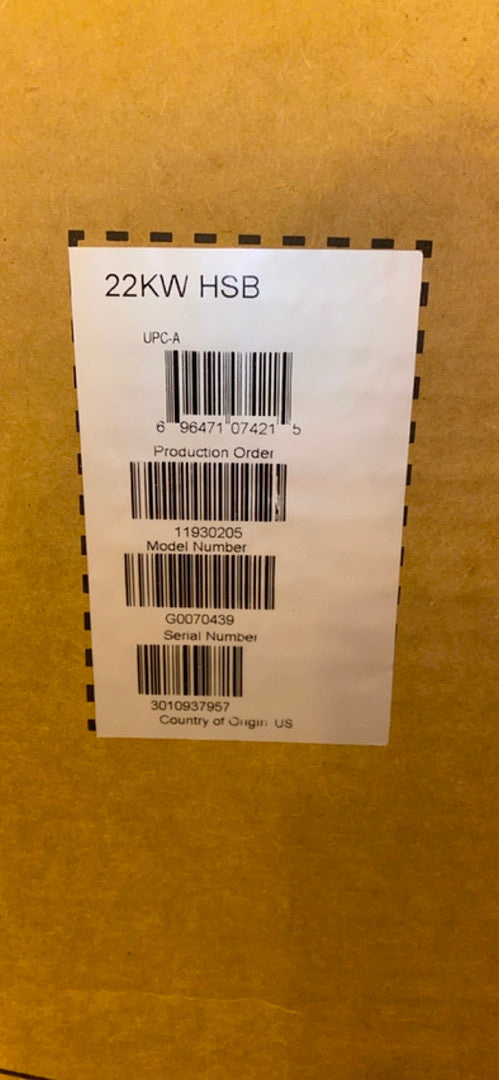 22KW HSB
UPC-A
6 96471 07421 5
Production Order
11930205
Model Number
G0070439
Serial Number
3010937957
Country of Origin US